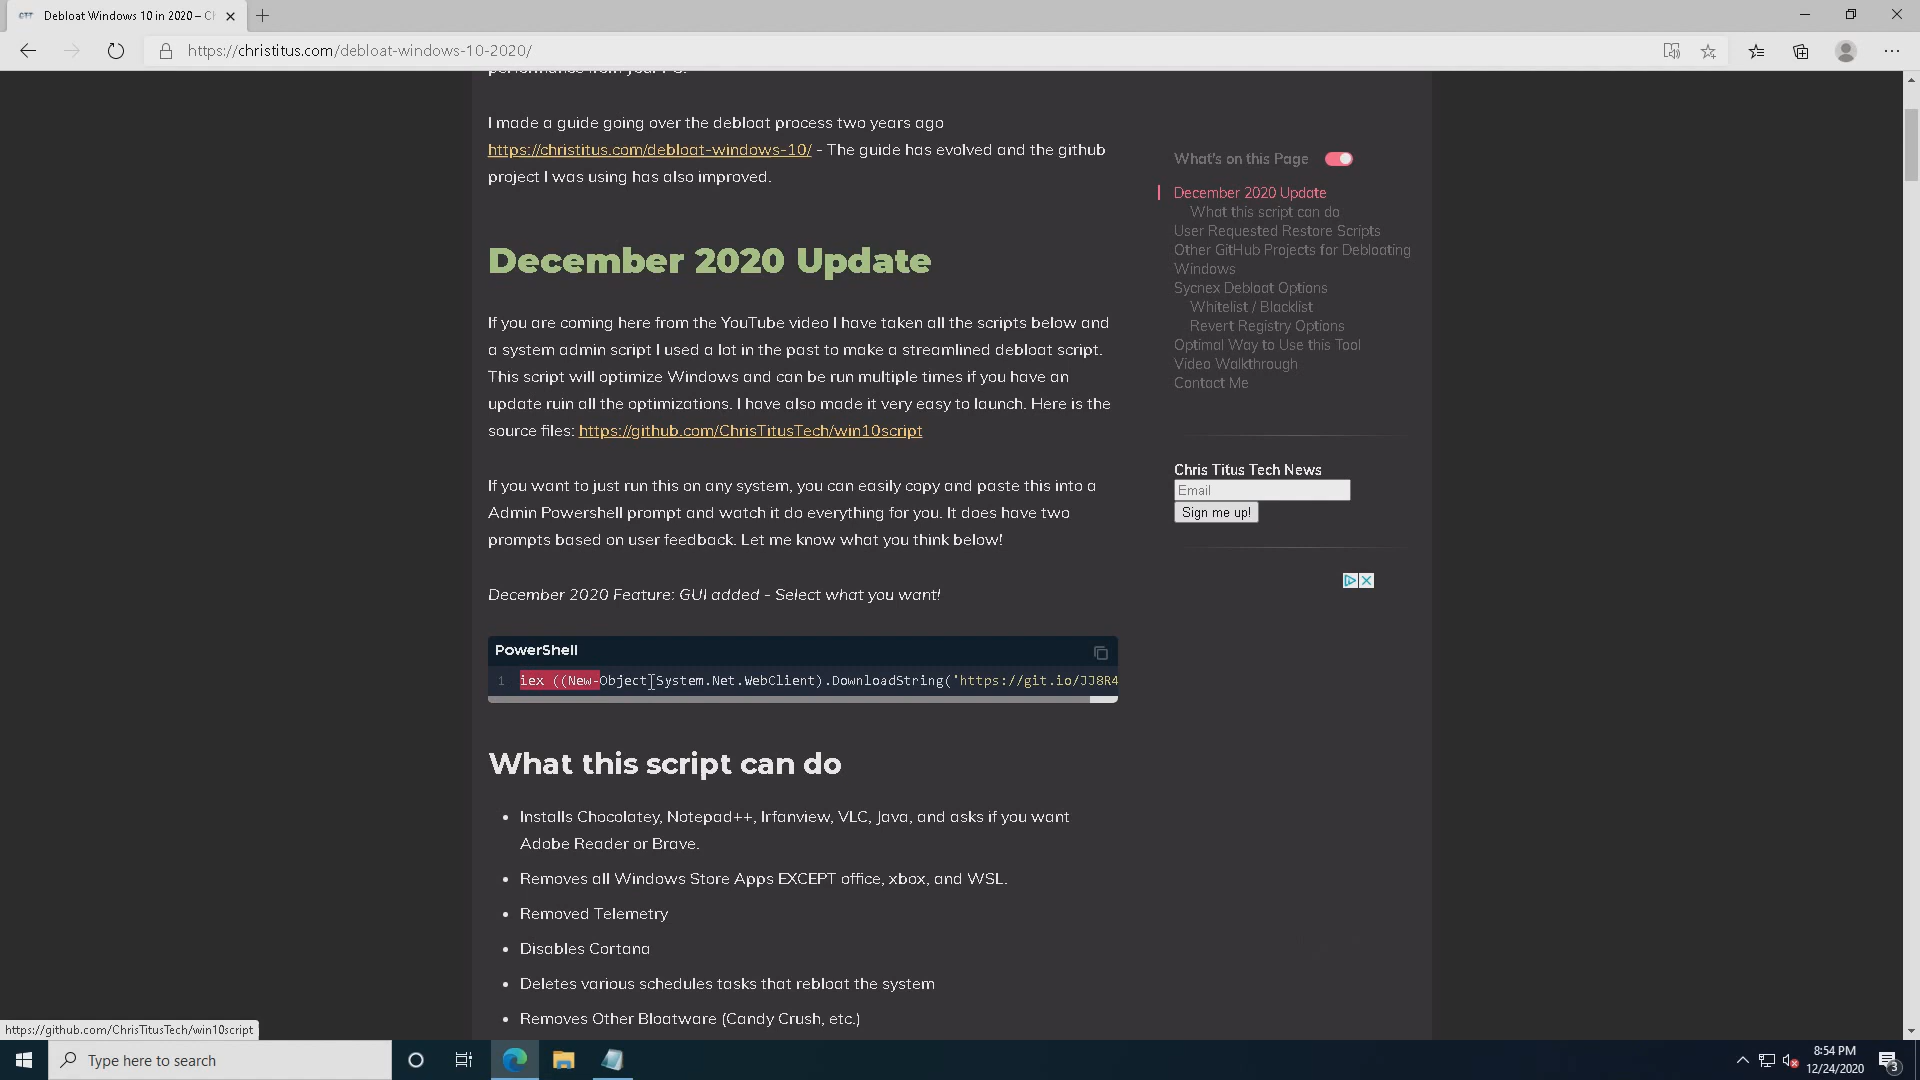 Debloat Windows 10 in 2020 – C
https://christitus.com/debloat-windows-10-2020/
I made a guide going over the debloat process two years ago
https://christitus.com/debloat-windows-10/ - The guide has evolved and the github
project I was using has also improved.
December 2020 Update
If you are coming here from the YouTube video I have taken all the scripts below and
a system admin script I used a lot in the past to make a streamlined debloat script.
This script will optimize Windows and can be run multiple times if you have an
update ruin all the optimizations. I have also made it very easy to launch. Here is the
source files: https://github.com/ChrisTitusTech/win10script
If you want to just run this on any system, you can easily copy and paste this into a
Admin Powershell prompt and watch it do everything for you. It does have two
prompts based on user feedback. Let me know what you think below!
December 2020 Feature: GUI added - Select what you want!
PowerShell
1 iex ((New-Object System.Net.WebClient).DownloadString('https://git.io/JJ8R4
What this script can do
• Installs Chocolatey, Notepad++, Irfanview, VLC, Java, and asks if you want
Adobe Reader or Brave.
• Removes all Windows Store Apps EXCEPT office, xbox, and WSL.
• Removed Telemetry
• Disables Cortana
• Deletes various schedules tasks that rebloat the system
• Removes Other Bloatware (Candy Crush, etc.)
What's on this Page
December 2020 Update
What this script can do
User Requested Restore Scripts
Other GitHub Projects for Debloating
Windows
Sycnex Debloat Options
Whitelist / Blacklist
Revert Registry Options
Optimal Way to Use this Tool
Video Walkthrough
Contact Me
Chris Titus Tech News
Email
Sign me up!
https://github.com/ChrisTitusTech/win10script
Type here to search
8:54 PM
12/24/2020
3